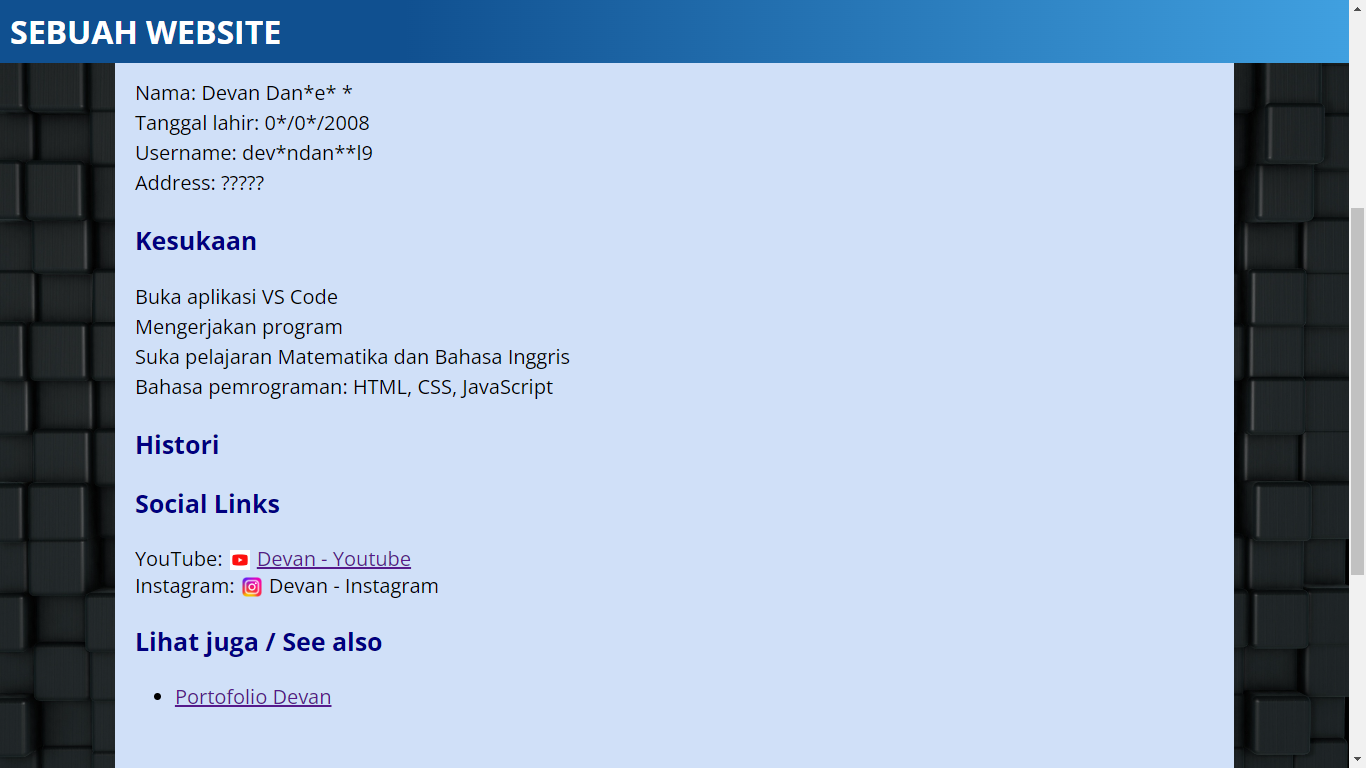 SEBUAH WEBSITE
Nama: Devan Dan*e* *
Tanggal lahir: 0*/0*/2008
Username: dev*ndan**l9
Address: ?????
Kesukaan
Buka aplikasi VS Code
Mengerjakan program
Suka pelajaran Matematika dan Bahasa Inggris
Bahasa pemrograman: HTML, CSS, JavaScript
Histori
Social Links
YouTube: Devan - Youtube
Instagram: Devan - Instagram
Lihat juga / See also
Portofolio Devan